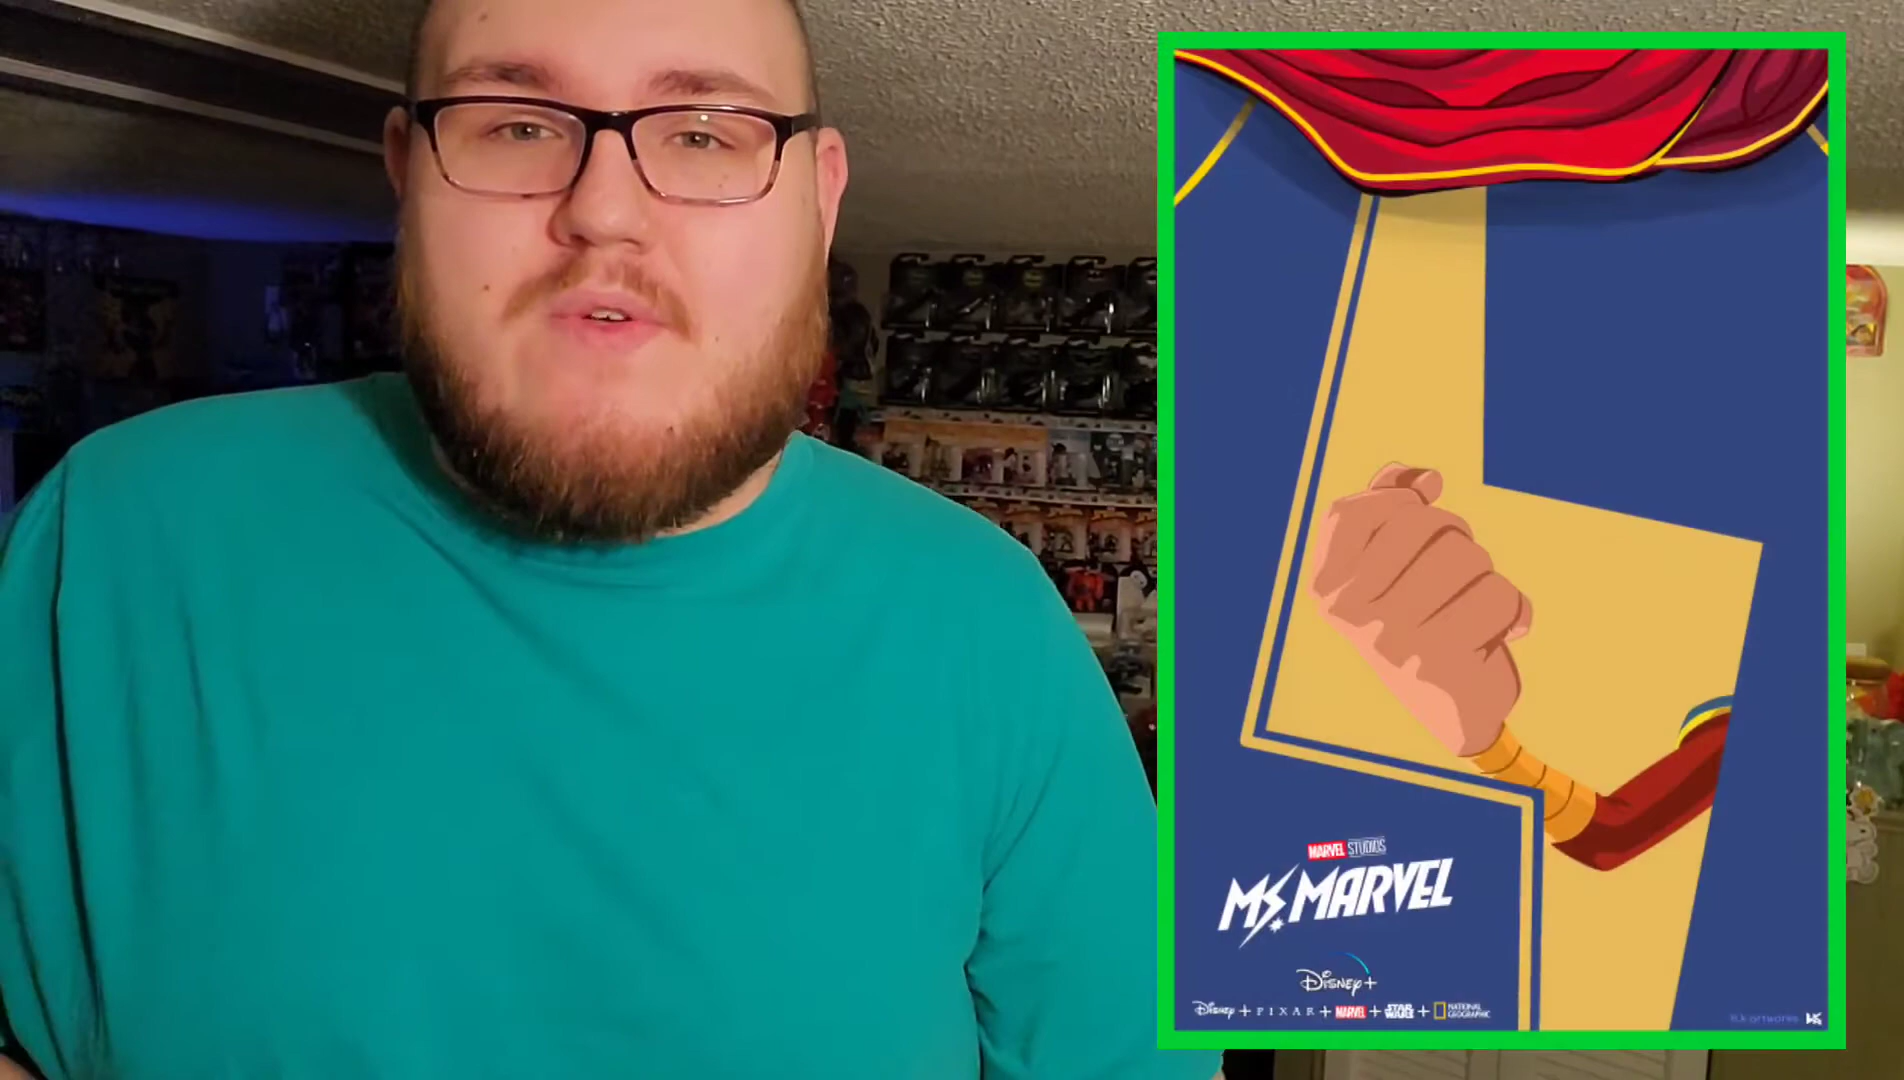 MARVEL STUDIOS
MS. MARVEL
Disney+
Disney + PIXAR + MARVEL + STAR WARS + NATIONAL GEOGRAPHIC